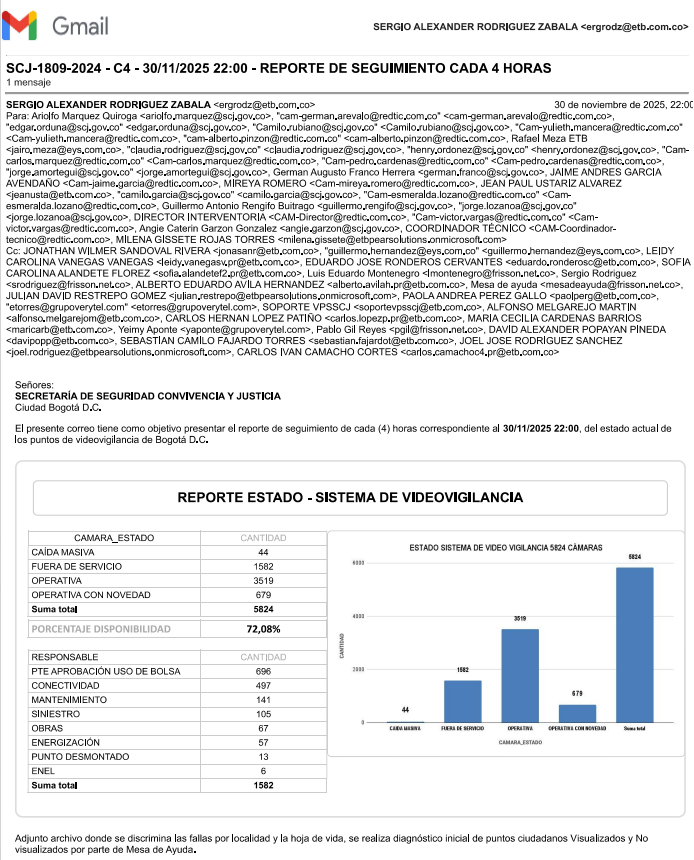 Gmail
SERGIO ALEXANDER RODRIGUEZ ZABALA <ergrodz@etb.com.co>
SCJ-1809-2024 - C4 - 30/11/2025 22:00 - REPORTE DE SEGUIMIENTO CADA 4 HORAS
1 mensaje
SERGIO ALEXANDER RODRIGUEZ ZABALA <ergrodz@etb.com.co> 30 de noviembre de 2025, 22:00
Para: Ariolfo Marquez Quiroga <ariolfo.marquez@scj.gov.co>, "cam-german.arevalo@redtic.com.co" <cam-german.arevalo@redtic.com.co>,
"edgar.orduna@scj.gov.co" <edgar.orduna@scj.gov.co>, "Camilo.rubiano@scj.gov.co" <Camilo.rubiano@scj.gov.co>, "Cam-yulieth.mancera@redtic.com.co"
<Cam-yulieth.mancera@redtic.com.co>, "cam-alberto.pinzon@redtic.com.co" <cam-alberto.pinzon@redtic.com.co>, Rafael Meza ETB
<jairo.meza@eys.com.co>, "claudia.rodriguez@scj.gov.co" <claudia.rodriguez@scj.gov.co>, "henry.ordonez@scj.gov.co" <henry.ordonez@scj.gov.co>, "Cam-
carlos.marquez@redtic.com.co" <Cam-carlos.marquez@redtic.com.co>, "Cam-pedro.cardenas@redtic.com.co" <Cam-pedro.cardenas@redtic.com.co>,
"jorge.amortegui@scj.gov.co" <jorge.amortegui@scj.gov.co>, German Augusto Franco Herrera <german.franco@scj.gov.co>, JAIME ANDRES GARCIA
AVENDAÑO <Cam-jaime.garcia@redtic.com.co>, MIREYA ROMERO <Cam-mireya.romero@redtic.com.co>, JEAN PAUL USTARIZ ALVAREZ
<jeanusta@etb.com.co>, "camilo.garcia@scj.gov.co" <camilo.garcia@scj.gov.co>, "Cam-esmeralda.lozano@redtic.com.co" <Cam-
esmeralda.lozano@redtic.com.co>, Guillermo Antonio Rengifo Buitrago <guillermo.rengifo@scj.gov.co>, "jorge.lozanoa@scj.gov.co"
<jorge.lozanoa@scj.gov.co>, DIRECTOR INTERVENTORIA <CAM-Director@redtic.com.co>, "Cam-victor.vargas@redtic.com.co" <Cam-
victor.vargas@redtic.com.co>, Angie Caterin Garzon Gonzalez <angie.garzon@scj.gov.co>, COORDINADOR TÉCNICO <CAM-Coordinador-
tecnico@redtic.com.co>, MILENA GISSETE ROJAS TORRES <milena.gissete@etbpearsolutions.onmicrosoft.com>
Cc: JONATHAN WILMER SANDOVAL RIVERA <jonasanr@etb.com.co>, "guillermo.hernandez@eys.com.co" <guillermo.hernandez@eys.com.co>, LEIDY
CAROLINA VANEGAS VANEGAS <leidy.vanegasv.pr@etb.com.co>, EDUARDO JOSE RONDEROS CERVANTES <eduardo.ronderosc@etb.com.co>, SOFIA
CAROLINA ALANDETE FLOREZ <sofia.alandetef2.pr@etb.com.co>, Luis Eduardo Montenegro <lmontenegro@frisson.net.co>, Sergio Rodriguez
<srodriguez@frisson.net.co>, ALBERTO EDUARDO AVILA HERNANDEZ <alberto.avilah.pr@etb.com.co>, Mesa de ayuda <mesadeayuda@frisson.net.co>,
JULIAN DAVID RESTREPO GOMEZ <julian.restrepo@etbpearsolutions.onmicrosoft.com>, PAOLA ANDREA PEREZ GALLO <paolperg@etb.com.co>,
"etorres@grupoverytel.com" <etorres@grupoverytel.com>, SOPORTE VPSSCJ <soportevpsscj@etb.com.co>, ALFONSO MELGAREJO MARTIN
<alfonso.melgarejom@etb.com.co>, CARLOS HERNAN LOPEZ PATIÑO <carlos.lopezp.pr@etb.com.co>, MARIA CECILIA CARDENAS BARRIOS
<maricarb@etb.com.co>, Yeimy Aponte <yaponte@grupoverytel.com>, Pablo Gil Reyes <pgil@frisson.net.co>, DAVID ALEXANDER POPAYAN PINEDA
<davipopp@etb.com.co>, SEBASTIAN CAMILO FAJARDO TORRES <sebastian.fajardot@etb.com.co>, JOEL JOSE RODRIGUEZ SANCHEZ
<joel.rodriguez@etbpearsolutions.onmicrosoft.com>, CARLOS IVAN CAMACHO CORTES <carlos.camachoc4.pr@etb.com.co>
Señores:
SECRETARÍA DE SEGURIDAD CONVIVENCIA Y JUSTICIA
Ciudad Bogotá D.C.
El presente correo tiene como objetivo presentar el reporte de seguimiento de cada (4) horas correspondiente al 30/11/2025 22:00, del estado actual de
los puntos de videovigilancia de Bogotá D.C.
REPORTE ESTADO - SISTEMA DE VIDEOVIGILANCIA
CAMARA_ESTADO CANTIDAD
CAÍDA MASIVA 44
FUERA DE SERVICIO 1582
OPERATIVA 3519
OPERATIVA CON NOVEDAD 679
Suma total 5824
PORCENTAJE DISPONIBILIDAD 72,08%
RESPONSABLE CANTIDAD
PTE APROBACIÓN USO DE BOLSA 696
CONECTIVIDAD 497
MANTENIMIENTO 141
SINIESTRO 105
OBRAS 67
ENERGIZACIÓN 57
PUNTO DESMONTADO 13
ENEL 6
Suma total 1582
ESTADO SISTEMA DE VIDEO VIGILANCIA 5824 CÁMARAS
6000
4000
2000
0
CANTIDAD
44
1582
3519
679
5824
CAIDA MASIVA
FUERA DE SERVICIO
OPERATIVA
OPERATIVA CON NOVEDAD
Suma total
CAMARA_ESTADO
Adjunto archivo donde se discrimina las fallas por localidad y la hoja de vida, se realiza diagnóstico inicial de puntos ciudadanos Visualizados y No
visualizados por parte de Mesa de Ayuda.